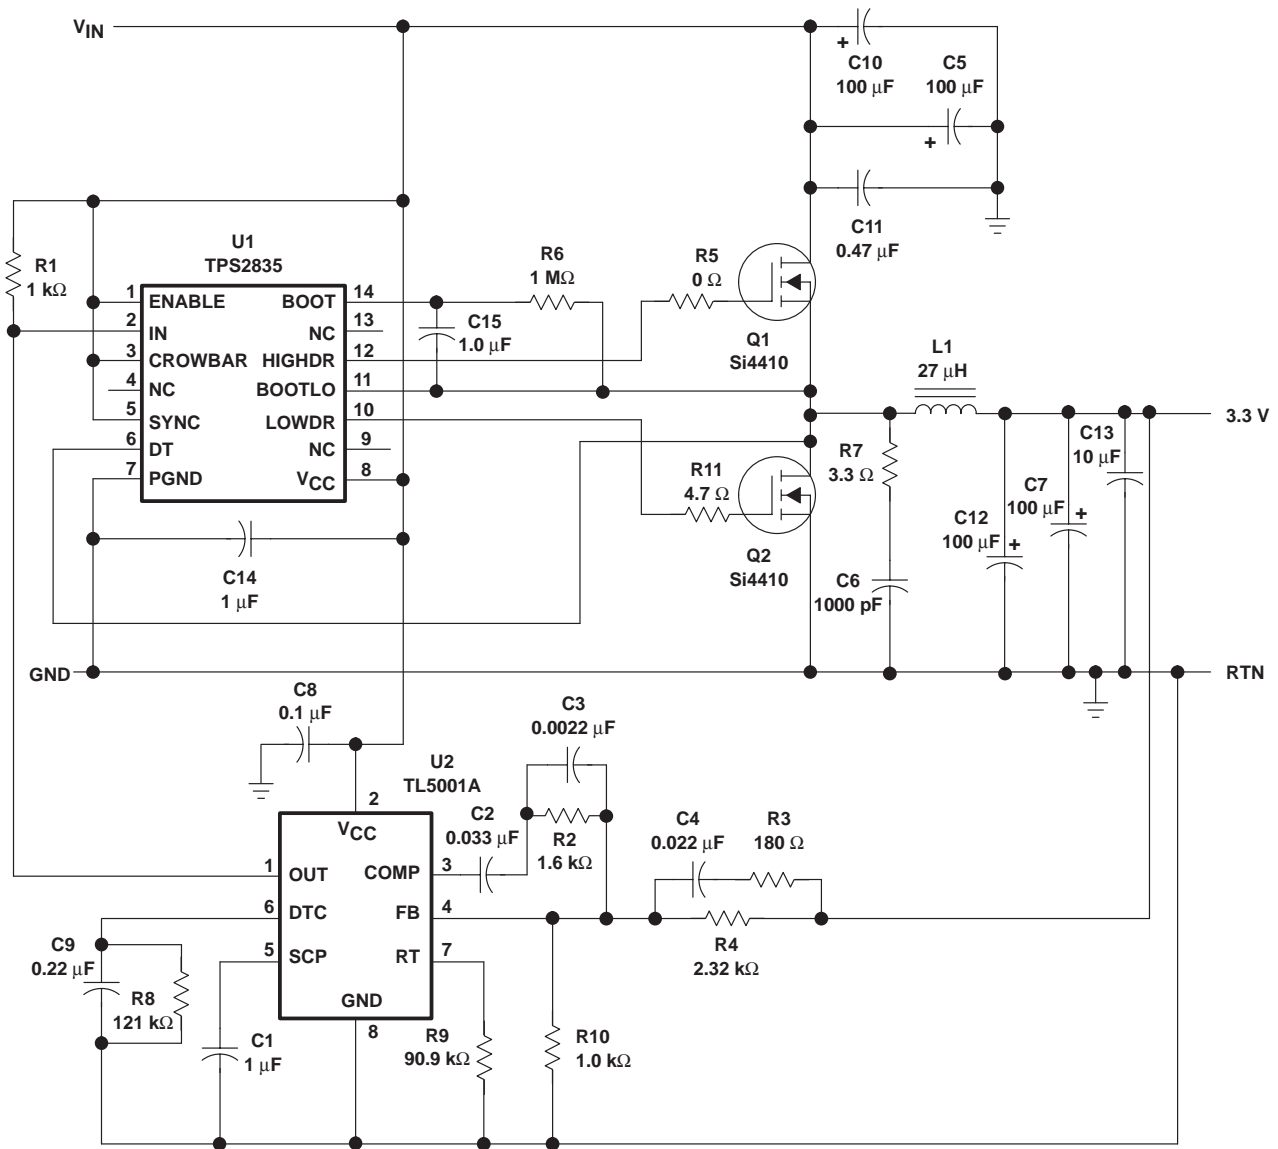 VIN
C10
100 μF
C5
100 μF
+
+
C11
0.47 μF
U1
TPS2835
R1
1 kΩ
1 ENABLE BOOT 14
2 IN NC 13
3 CROWBAR HIGHDR 12
4 NC BOOTLO 11
5 SYNC LOWDR 10
6 DT NC 9
7 PGND VCC 8
R6
1 MΩ
C15
1.0 μF
R5
0 Ω
Q1
Si4410
L1
27 μH
3.3 V
R7
3.3 Ω
C13
10 μF
R11
4.7 Ω
C7
100 μF
+
C12
100 μF
+
Q2
Si4410
C6
1000 pF
C14
1 μF
GND
RTN
C8
0.1 μF
C3
0.0022 μF
U2
TL5001A
2
VCC
C2
0.033 μF
R2
1.6 kΩ
C4
0.022 μF
R3
180 Ω
1 OUT COMP 3
6 DTC FB 4
5 SCP RT 7
GND
8
R4
2.32 kΩ
C9
0.22 μF
R8
121 kΩ
C1
1 μF
R9
90.9 kΩ
R10
1.0 kΩ